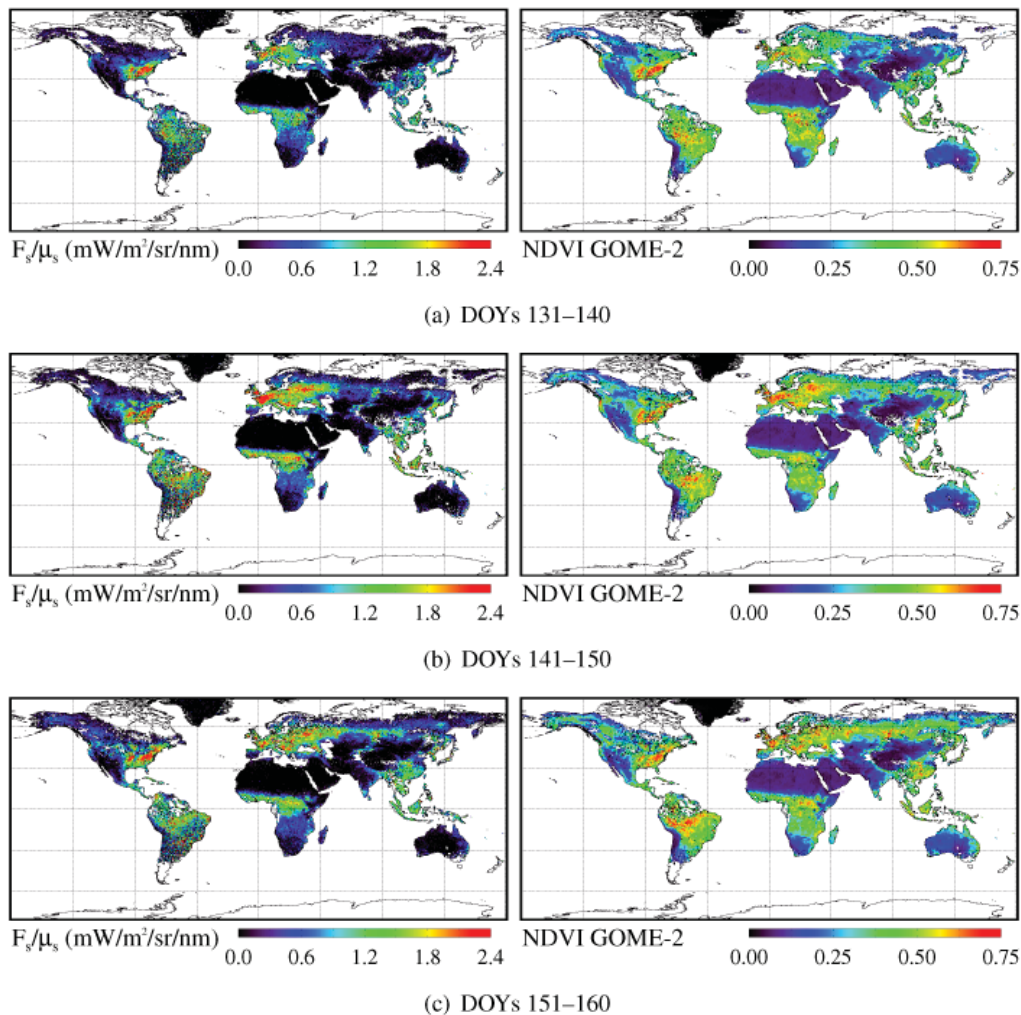 Fₛ/μₛ (mW/m²/sr/nm) 0.0 0.6 1.2 1.8 2.4
NDVI GOME-2 0.00 0.25 0.50 0.75
(a) DOYs 131–140
Fₛ/μₛ (mW/m²/sr/nm) 0.0 0.6 1.2 1.8 2.4
NDVI GOME-2 0.00 0.25 0.50 0.75
(b) DOYs 141–150
Fₛ/μₛ (mW/m²/sr/nm) 0.0 0.6 1.2 1.8 2.4
NDVI GOME-2 0.00 0.25 0.50 0.75
(c) DOYs 151–160